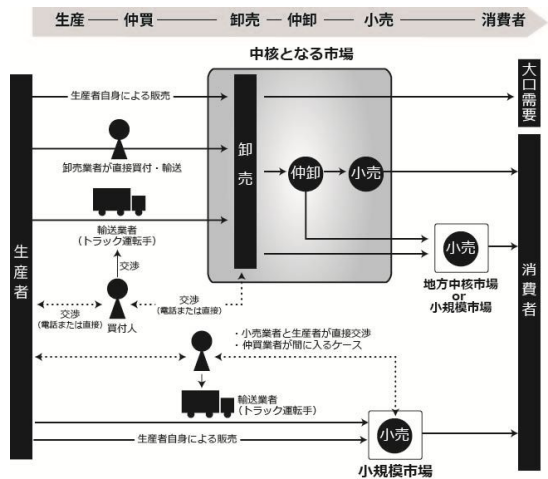 生産 ― 仲買 ― 卸売 ― 仲卸 ― 小売 ― 消費者
中核となる市場
大口需要
生産者自身による販売
卸売
卸売業者が直接買付・輸送
仲卸
小売
輸送業者
（トラック運転手）
生産者
交渉
小売
消費者
地方中核市場
or
小規模市場
交渉
（電話または直接）
買付人
交渉
（電話または直接）
・小売業者と生産者が直接交渉
・仲買業者が間に入るケース
輸送業者
（トラック運転手）
生産者自身による販売
小売
小規模市場